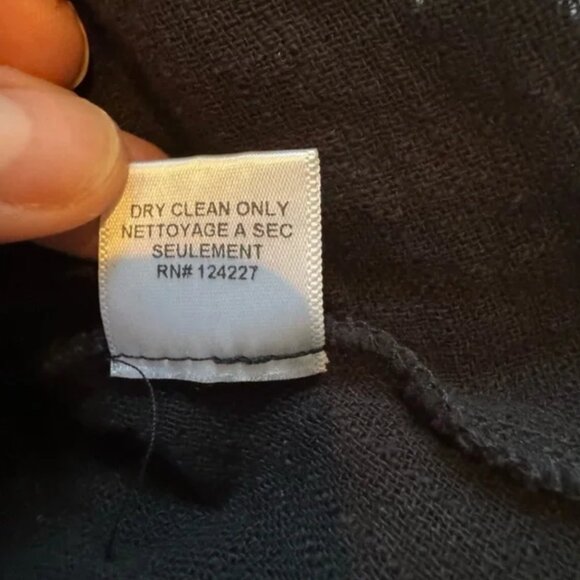 DRY CLEAN ONLY
NETTOYAGE A SEC
SEULEMENT
RN# 124227